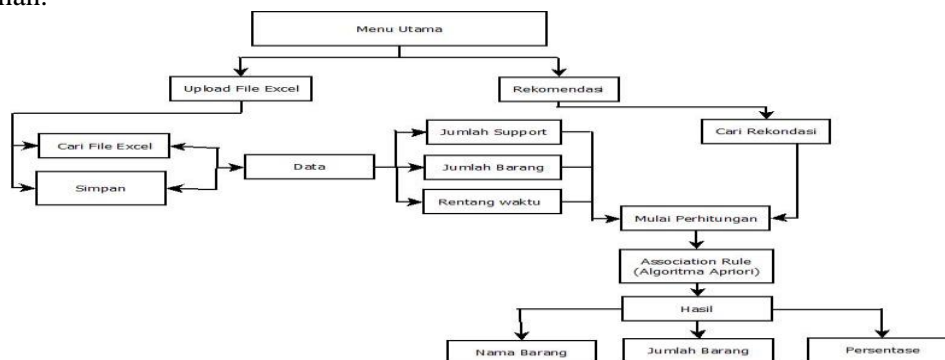 Menu Utama
Upload File Excel
Rekomendasi
Cari File Excel
Simpan
Data
Jumlah Support
Jumlah Barang
Rentang waktu
Cari Rekondasi
Mulai Perhitungan
Association Rule
(Algoritma Apriori)
Hasil
Nama Barang
Jumlah Barang
Persentase